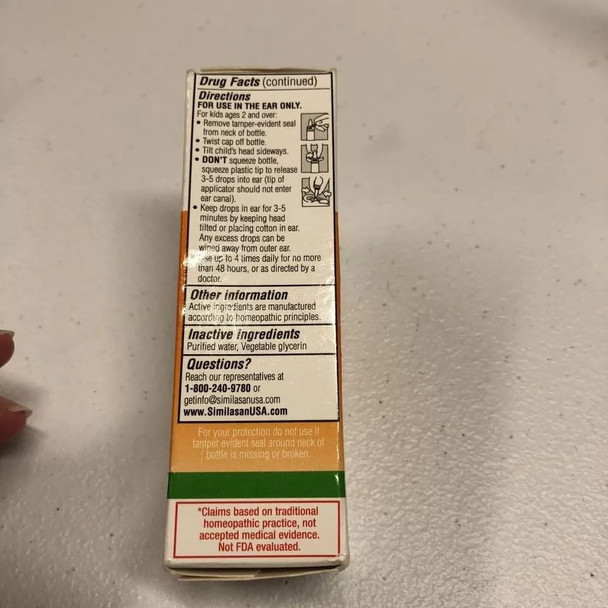 Drug Facts (continued)
Directions
FOR USE IN THE EAR ONLY.
For kids ages 2 and over:
• Remove tamper-evident seal
from neck of bottle.
• Twist cap off bottle.
• Tilt child's head sideways.
• DON'T squeeze bottle,
squeeze plastic tip to release
3-5 drops into ear (tip of
applicator should not enter
ear canal).
• Keep drops in ear for 3-5
minutes by keeping head
tilted or placing cotton in ear.
Any excess drops can be
wiped away from outer ear.
Use up to 4 times daily for no more
than 48 hours, or as directed by a
doctor.
Other information
Active ingredients are manufactured
according to homeopathic principles.
Inactive ingredients
Purified water, Vegetable glycerin
Questions?
Reach our representatives at
1-800-240-9780 or
getinfo@similasanusa.com
www.SimilasanUSA.com
For your protection do not use if
tamper evident seal around neck of
bottle is missing or broken.
*Claims based on traditional
homeopathic practice, not
accepted medical evidence.
Not FDA evaluated.